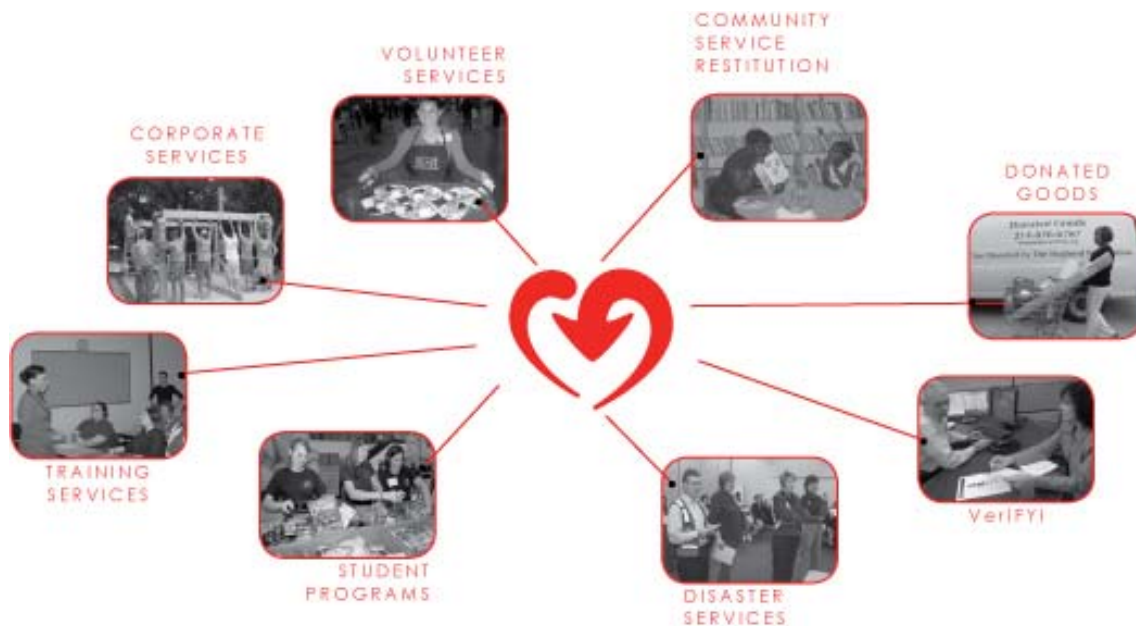 COMMUNITY
SERVICE
RESTITUTION
VOLUNTEER
SERVICES
CORPORATE
SERVICES
DONATED
GOODS
TRAINING
SERVICES
VerIFYI
STUDENT
PROGRAMS
DISASTER
SERVICES